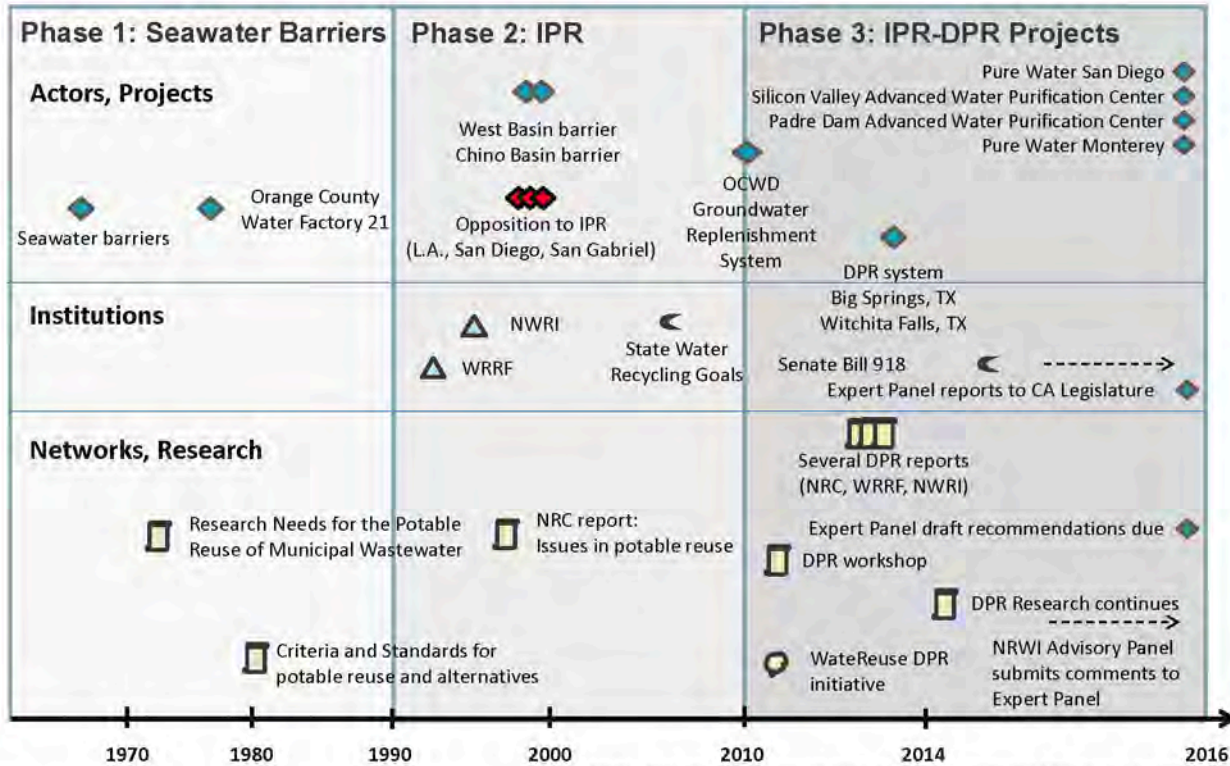 Phase 1: Seawater Barriers
Phase 2: IPR
Phase 3: IPR-DPR Projects
Actors, Projects
Seawater barriers
Orange County
Water Factory 21
West Basin barrier
Chino Basin barrier
Opposition to IPR
(L.A., San Diego, San Gabriel)
OCWD
Groundwater
Replenishment
System
Pure Water San Diego
Silicon Valley Advanced Water Purification Center
Padre Dam Advanced Water Purification Center
Pure Water Monterey
DPR system
Big Springs, TX
Witchita Falls, TX
Institutions
NWRI
WRRF
State Water
Recycling Goals
Senate Bill 918
Expert Panel reports to CA Legislature
Networks, Research
Research Needs for the Potable
Reuse of Municipal Wastewater
Criteria and Standards for
potable reuse and alternatives
NRC report:
Issues in potable reuse
Several DPR reports
(NRC, WRRF, NWRI)
Expert Panel draft recommendations due
DPR workshop
DPR Research continues
WateReuse DPR
initiative
NRWI Advisory Panel
submits comments to
Expert Panel
1970
1980
1990
2000
2010
2014
2016